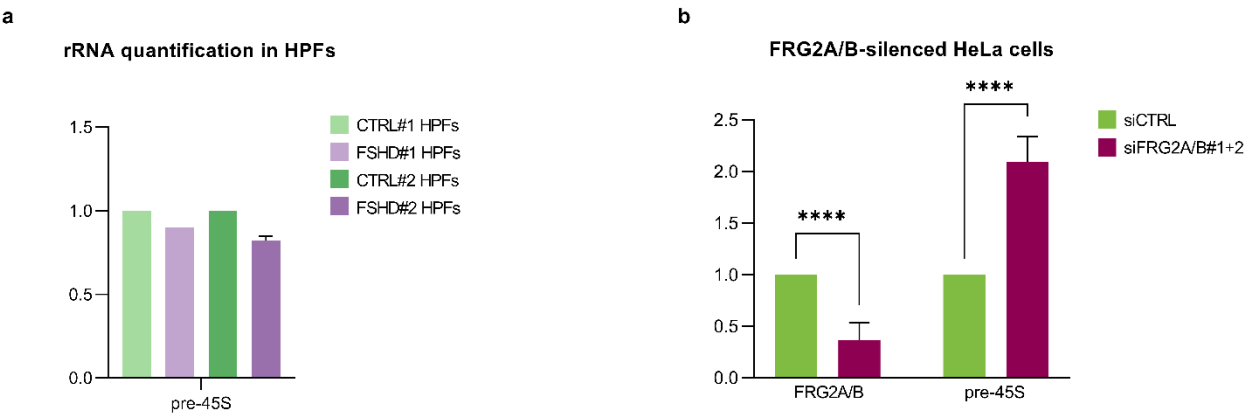 a
rRNA quantification in HPFs
1.5
1.0
0.5
0.0
pre-45S
CTRL#1 HPFs
FSHD#1 HPFs
CTRL#2 HPFs
FSHD#2 HPFs
b
FRG2A/B-silenced HeLa cells
2.5
2.0
1.5
1.0
0.5
0.0
****
****
FRG2A/B
pre-45S
siCTRL
siFRG2A/B#1+2